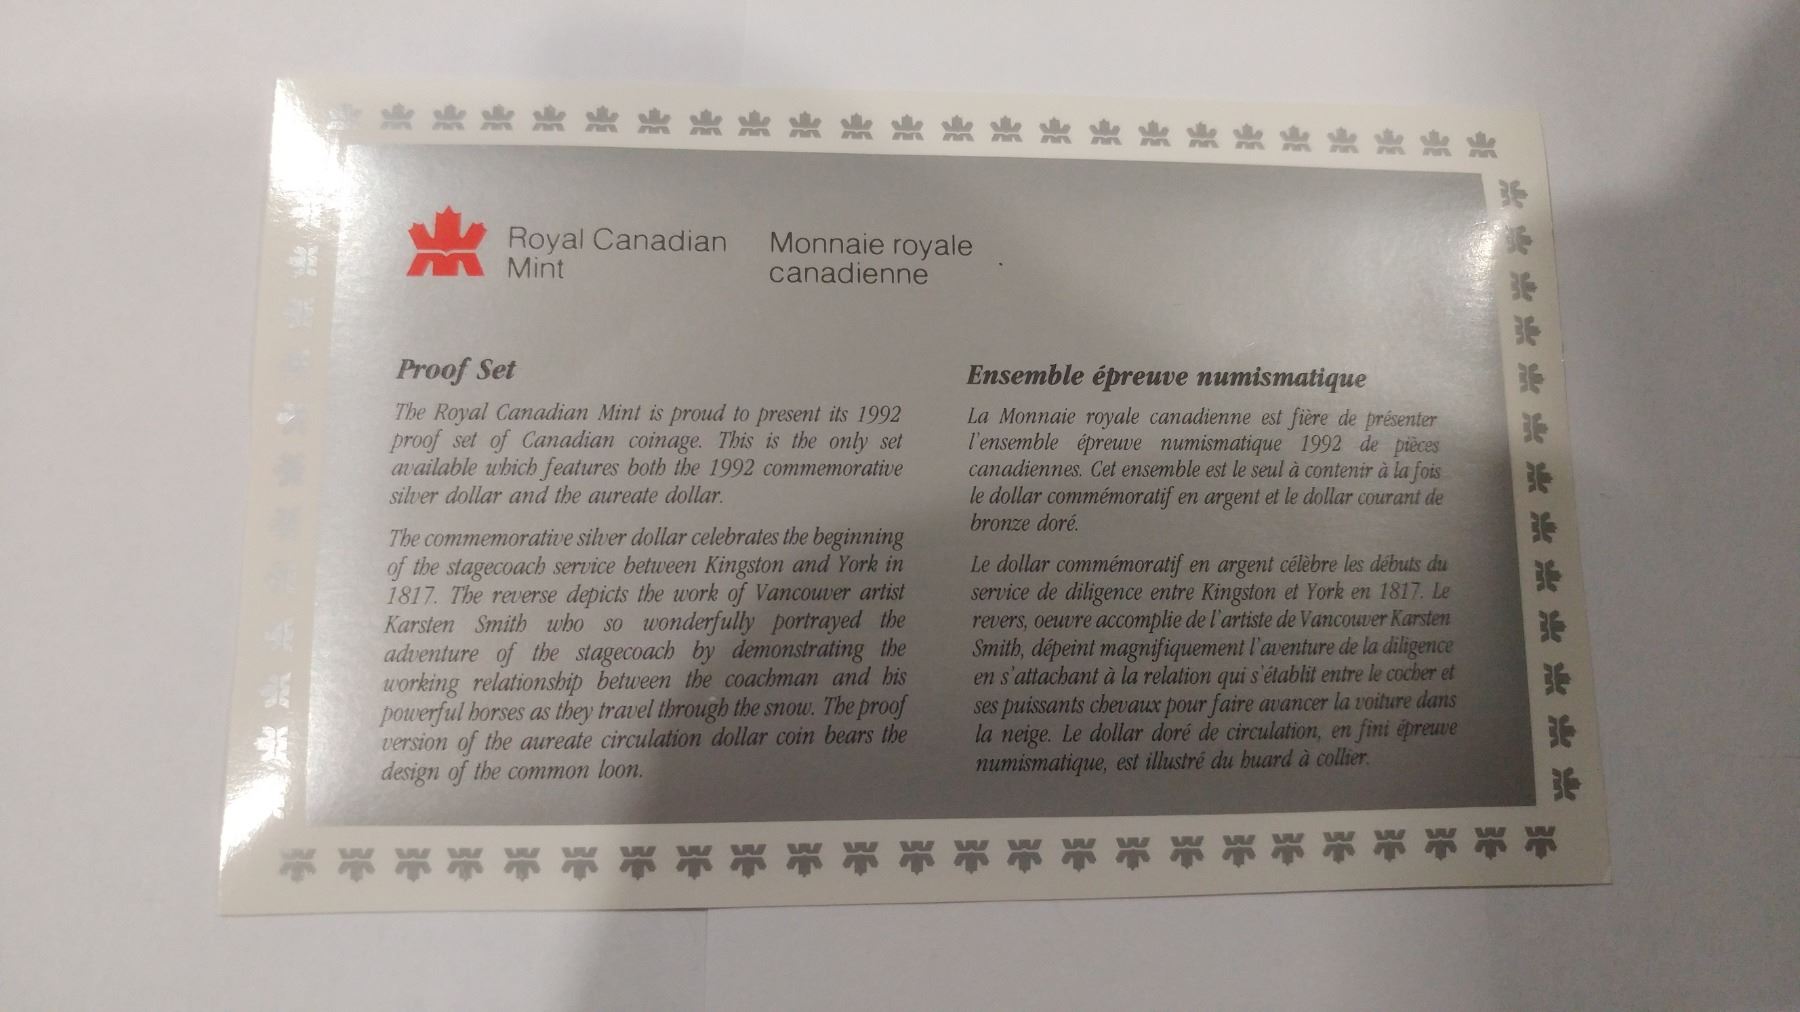 Royal Canadian
Mint
Monnaie royale
canadienne
Proof Set
The Royal Canadian Mint is proud to present its 1992
proof set of Canadian coinage. This is the only set
available which features both the 1992 commemorative
silver dollar and the aureate dollar.
The commemorative silver dollar celebrates the beginning
of the stagecoach service between Kingston and York in
1817. The reverse depicts the work of Vancouver artist
Karsten Smith who so wonderfully portrayed the
adventure of the stagecoach by demonstrating the
working relationship between the coachman and his
powerful horses as they travel through the snow. The proof
version of the aureate circulation dollar coin bears the
design of the common loon.
Ensemble épreuve numismatique
La Monnaie royale canadienne est fière de présenter
l'ensemble épreuve numismatique 1992 de pièces
canadiennes. Cet ensemble est le seul à contenir à la fois
le dollar commémoratif en argent et le dollar courant de
bronze doré.
Le dollar commémoratif en argent célèbre les débuts du
service de diligence entre Kingston et York en 1817. Le
revers, oeuvre accomplie de l'artiste de Vancouver Karsten
Smith, dépeint magnifiquement l'aventure de la diligence
en s'attachant à la relation qui s'établit entre le cocher et
ses puissants chevaux pour faire avancer la voiture dans
la neige. Le dollar doré de circulation, en fini épreuve
numismatique, est illustré du huard à collier.